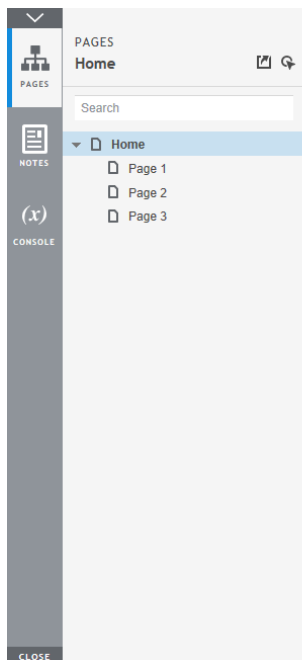 PAGES
NOTES
(x)
CONSOLE
CLOSE
PAGES
Home
Search
Home
Page 1
Page 2
Page 3